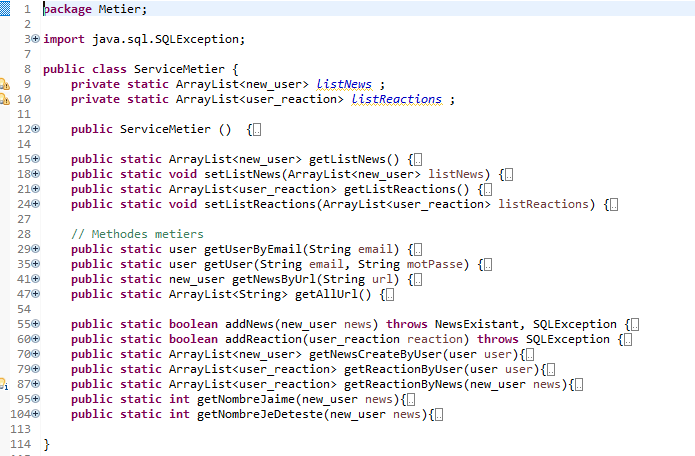 1 package Metier;
2
3 import java.sql.SQLException;
7
8 public class ServiceMetier {
9 private static ArrayList<new_user> listNews ;
10 private static ArrayList<user_reaction> listReactions ;
11
12 public ServiceMetier () {
14
15 public static ArrayList<new_user> getListNews() {
18 public static void setListNews(ArrayList<new_user> listNews) {
21 public static ArrayList<user_reaction> getListReactions() {
24 public static void setListReactions(ArrayList<user_reaction> listReactions) {
27
28 // Methodes metiers
29 public static user getUserByEmail(String email) {
35 public static user getUser(String email, String motPasse) {
41 public static new_user getNewsByUrl(String url) {
47 public static ArrayList<String> getAllUrl() {
54
55 public static boolean addNews(new_user news) throws NewsExistant, SQLException {
60 public static boolean addReaction(user_reaction reaction) throws SQLException {
70 public static ArrayList<new_user> getNewsCreateByUser(user user){
79 public static ArrayList<user_reaction> getReactionByUser(user user){
87 public static ArrayList<user_reaction> getReactionByNews(new_user news){
95 public static int getNombreJaime(new_user news){
104 public static int getNombreJeDeteste(new_user news){
113
114 }